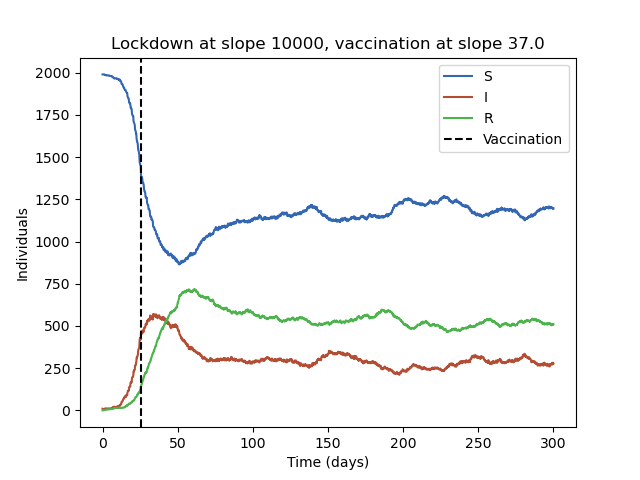 Lockdown at slope 10000, vaccination at slope 37.0
S
I
R
Vaccination
Individuals
2000
1750
1500
1250
1000
750
500
250
0
0 50 100 150 200 250 300
Time (days)